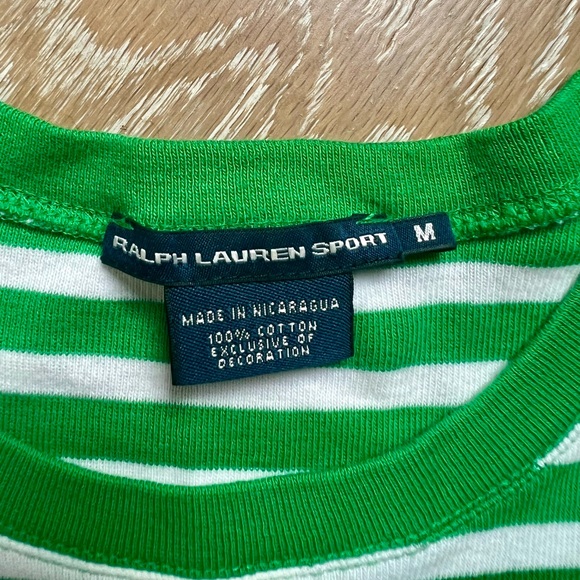 RALPH LAUREN SPORT M
MADE IN NICARAGUA
100% COTTON
EXCLUSIVE OF
DECORATION